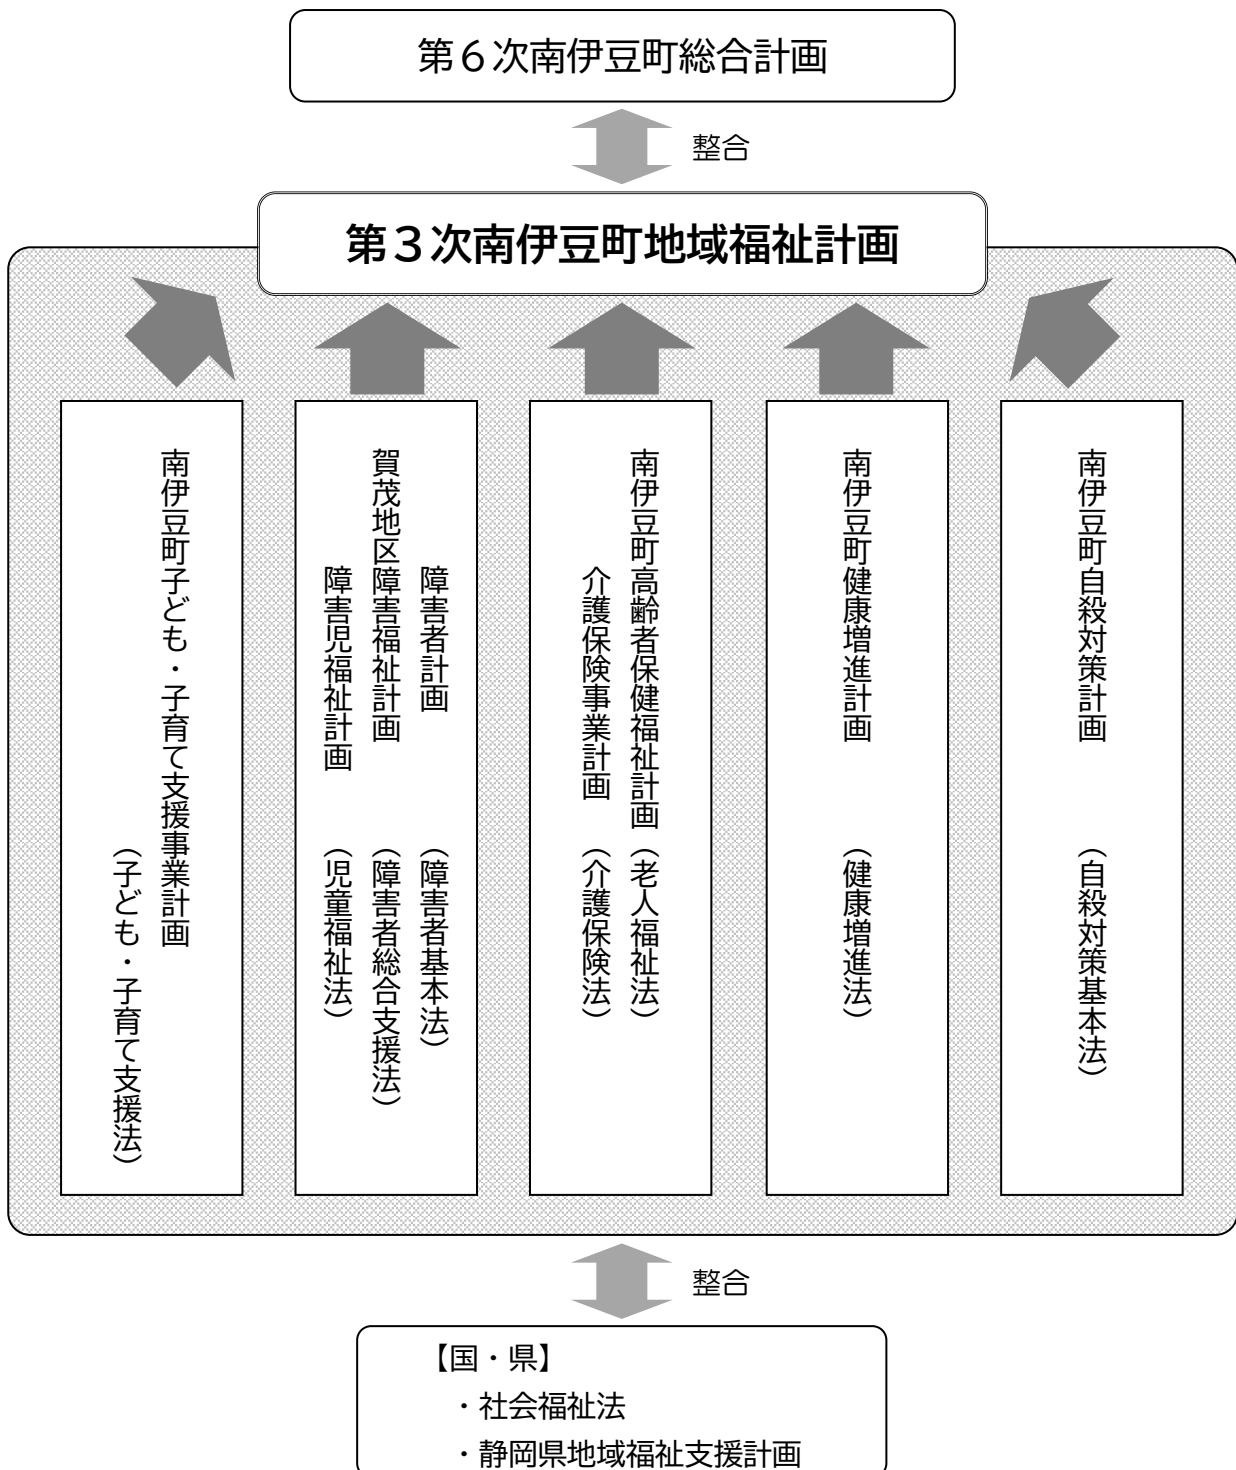 第６次南伊豆町総合計画
整合
第３次南伊豆町地域福祉計画
南伊豆町子ども・子育て支援事業計画
（子ども・子育て支援法）
障害者計画　（障害者基本法）
賀茂地区障害福祉計画　（障害者総合支援法）
障害児福祉計画　（児童福祉法）
南伊豆町高齢者保健福祉計画（老人福祉法）
介護保険事業計画　（介護保険法）
南伊豆町健康増進計画　（健康増進法）
南伊豆町自殺対策計画　（自殺対策基本法）
整合
【国・県】
・社会福祉法
・静岡県地域福祉支援計画